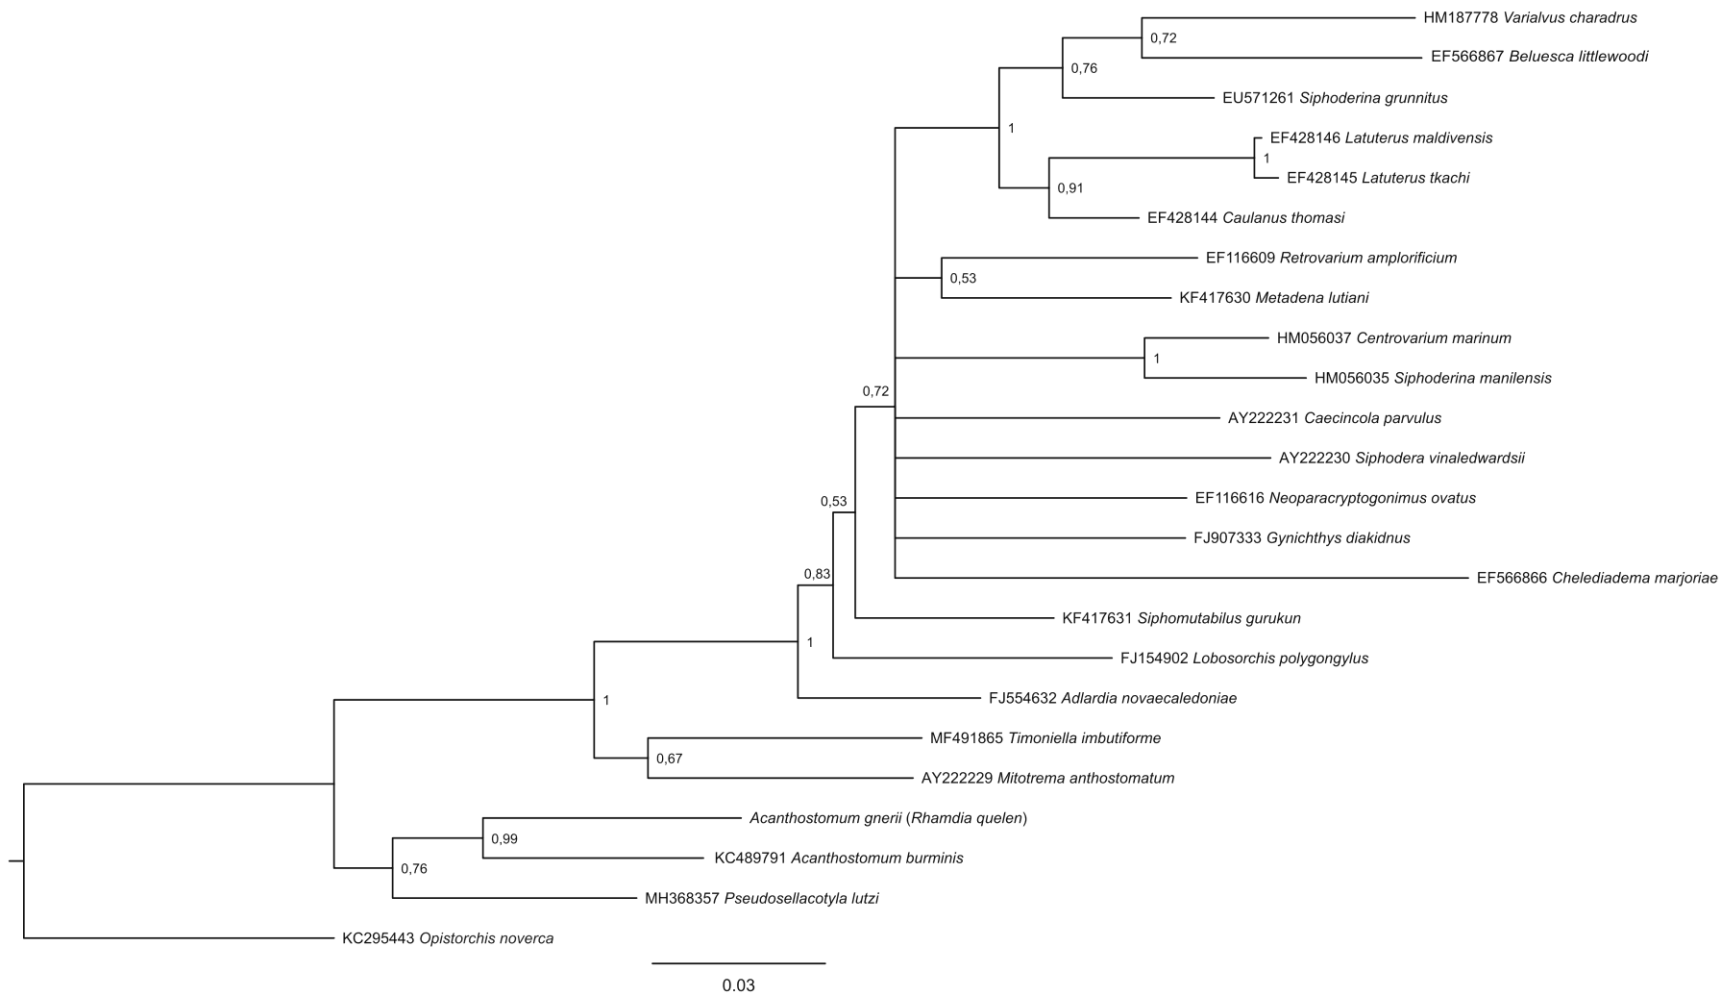 HM187778 Varialvus charadrus
0,72
EF566867 Beluesca littlewoodi
0,76
EU571261 Siphoderina grunnitus
1
EF428146 Latuterus maldivensis
1
EF428145 Latuterus tkachi
0,91
EF428144 Caulanus thomasi
EF116609 Retrovarium amplorificium
0,53
KF417630 Metadena lutiani
HM056037 Centrovarium marinum
1
HM056035 Siphoderina manilensis
0,72
AY222231 Caecincola parvulus
AY222230 Siphodera vinaledwardsii
EF116616 Neoparacryptogonimus ovatus
0,53
FJ907333 Gynichthys diakidnus
0,83
EF566866 Chelediadema marjoriae
KF417631 Siphomutabilus gurukun
1
FJ154902 Lobosorchis polygongylus
FJ554632 Adlardia novaecaledoniae
1
MF491865 Timoniella imbutiforme
0,67
AY222229 Mitotrema anthostomatum
Acanthostomum gnerii (Rhamdia quelen)
0,99
KC489791 Acanthostomum burminis
0,76
MH368357 Pseudosellacotyla lutzi
KC295443 Opistorchis noverca
0.03